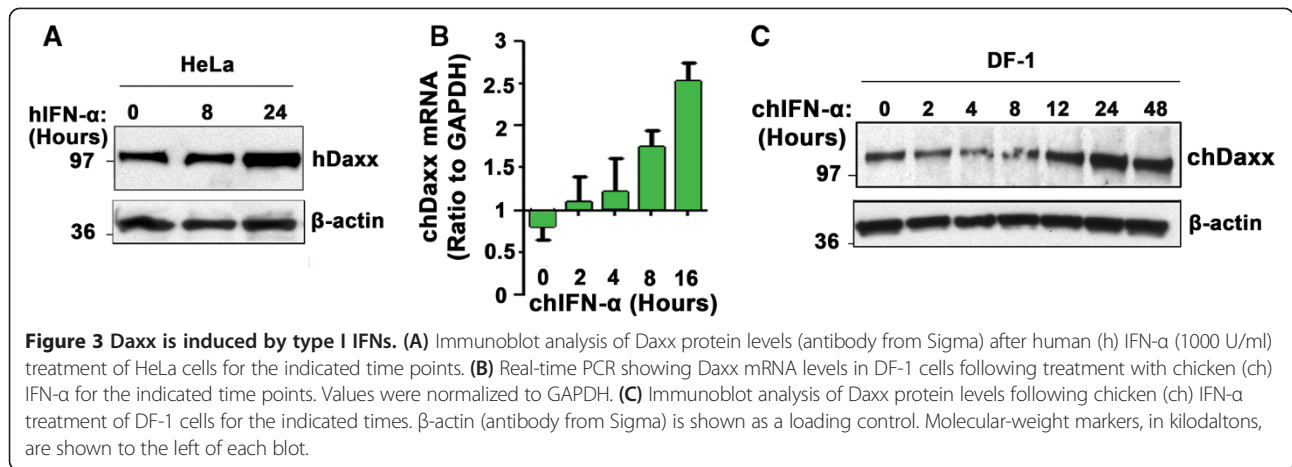 A
HeLa
hIFN-α: 0 8 24
(Hours)
97 hDaxx
36 β-actin
B
chDaxx mRNA
(Ratio to GAPDH)
3
2.5
2
1.5
1
0.5
0
0 2 4 8 16
chIFN-α (Hours)
C
DF-1
chIFN-α: 0 2 4 8 12 24 48
(Hours)
97 chDaxx
36 β-actin
Figure 3 Daxx is induced by type I IFNs. (A) Immunoblot analysis of Daxx protein levels (antibody from Sigma) after human (h) IFN-α (1000 U/ml)
treatment of HeLa cells for the indicated time points. (B) Real-time PCR showing Daxx mRNA levels in DF-1 cells following treatment with chicken (ch)
IFN-α for the indicated time points. Values were normalized to GAPDH. (C) Immunoblot analysis of Daxx protein levels following chicken (ch) IFN-α
treatment of DF-1 cells for the indicated times. β-actin (antibody from Sigma) is shown as a loading control. Molecular-weight markers, in kilodaltons,
are shown to the left of each blot.